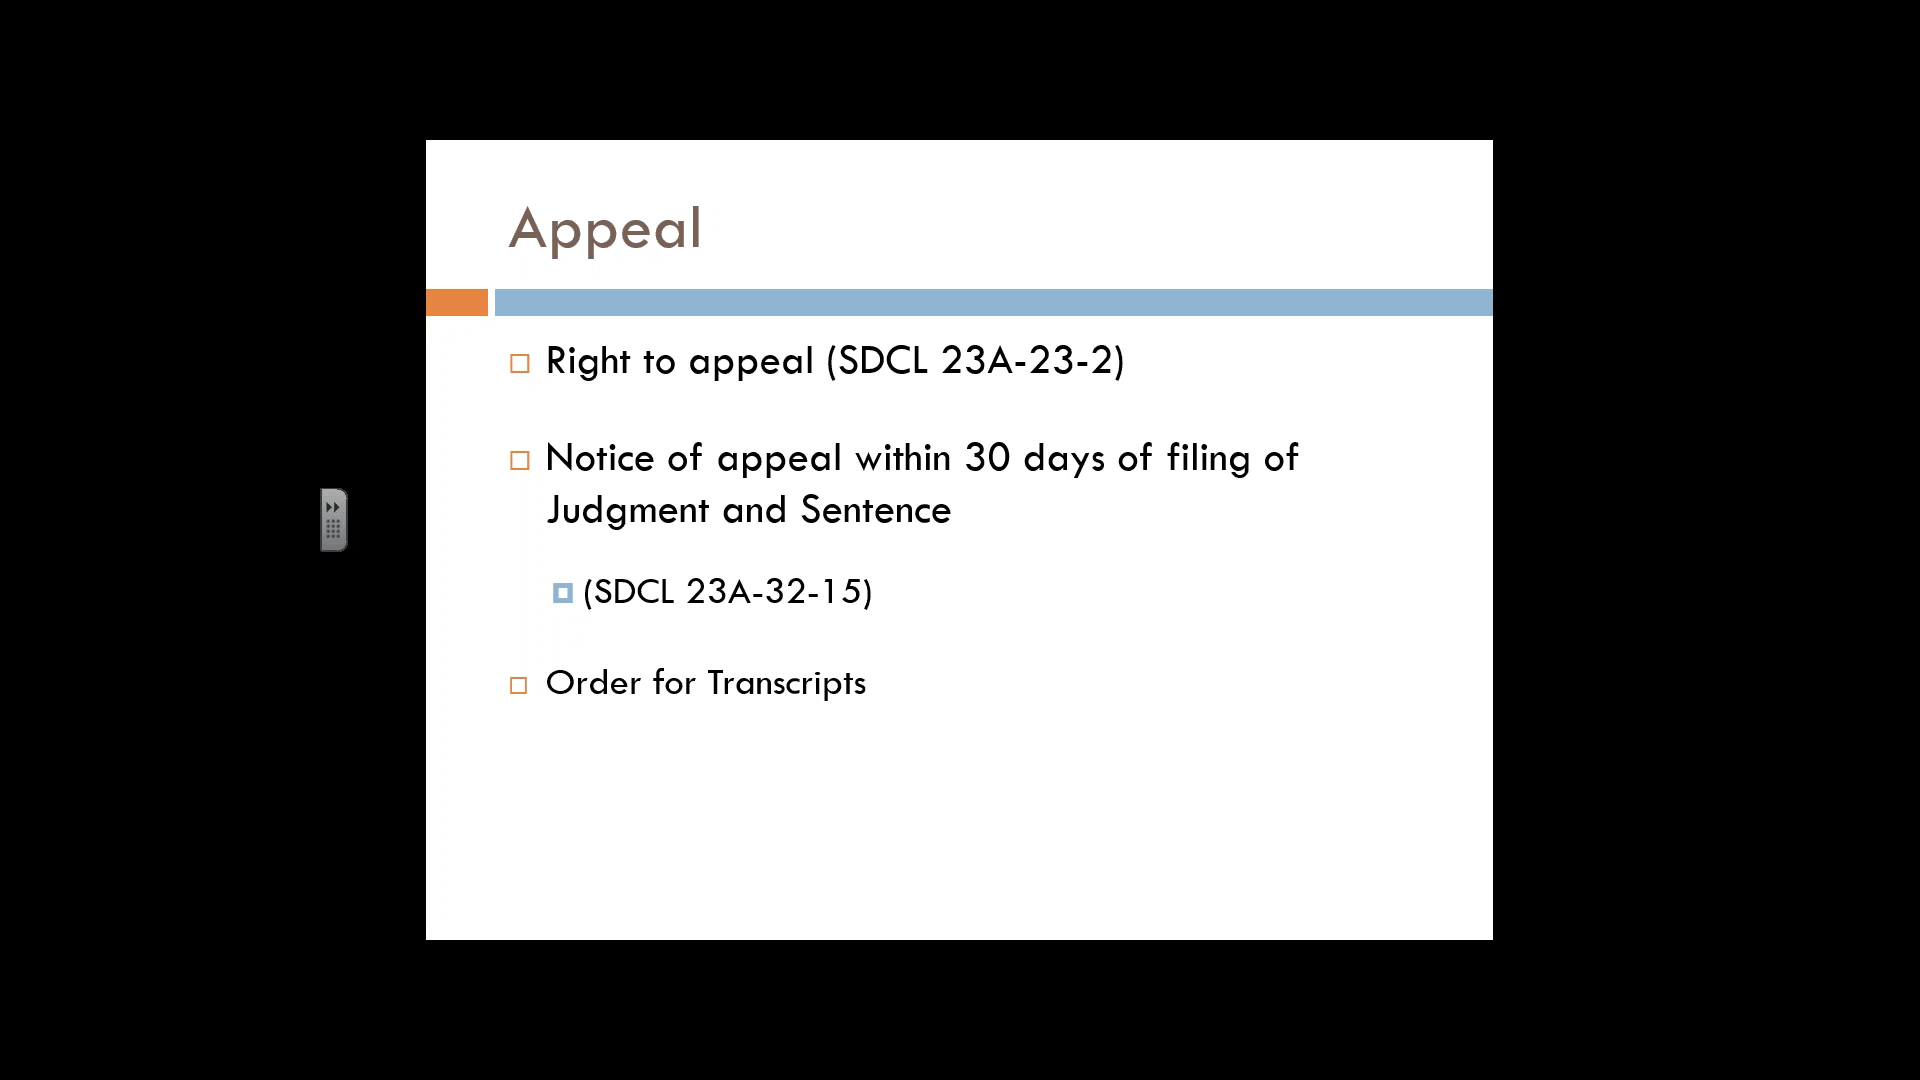 Appeal
Right to appeal (SDCL 23A-23-2)
Notice of appeal within 30 days of filing of
Judgment and Sentence
(SDCL 23A-32-15)
Order for Transcripts